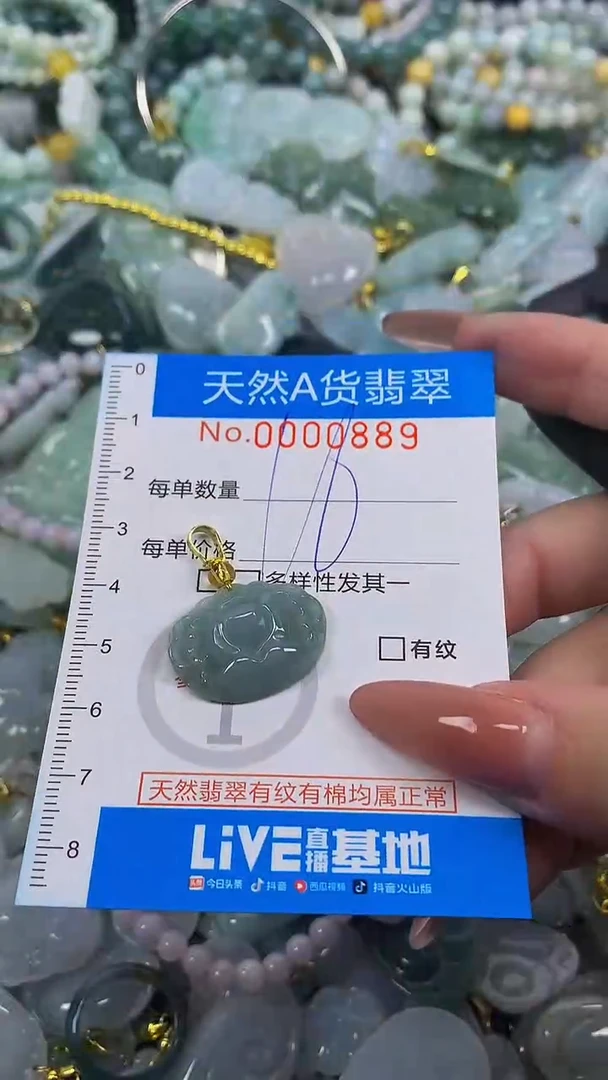 天然A货翡翠
No.0000889
每单数量
每单价格
多样性发其一
有纹
天然翡翠有纹有棉均属正常
LIVE直播基地
今日头条 抖音 西瓜视频 抖音火山版
0
1
2
3
4
5
6
7
8